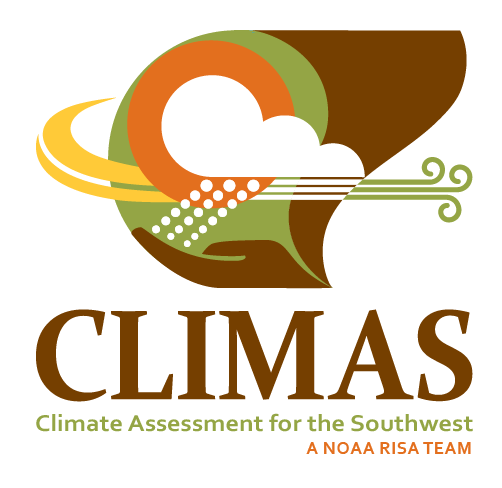 CLIMAS
Climate Assessment for the Southwest
A NOAA RISA TEAM